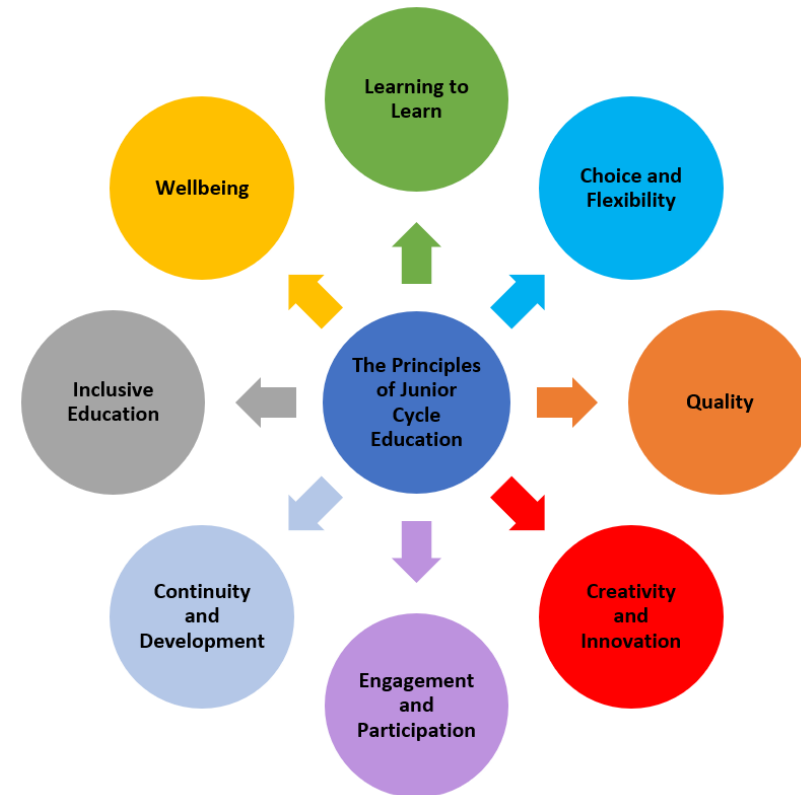 Learning to
Learn
Choice and
Flexibility
Quality
Creativity
and
Innovation
Engagement
and
Participation
Continuity
and
Development
Inclusive
Education
Wellbeing
The Principles
of Junior
Cycle
Education